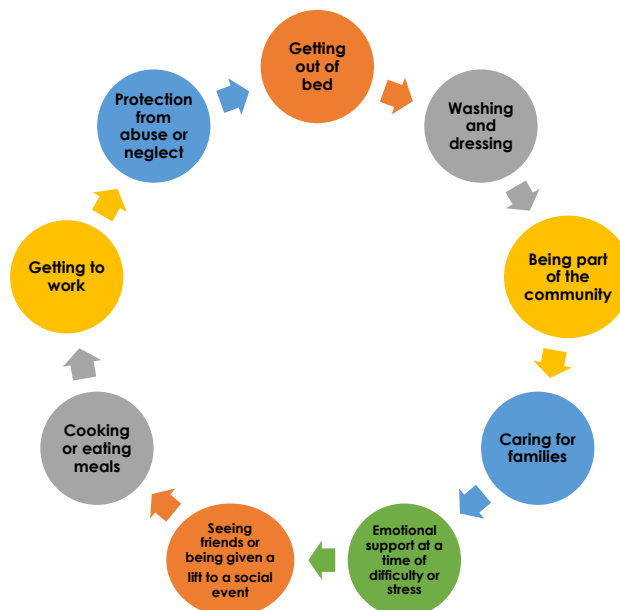 Getting
out of
bed
Washing
and
dressing
Being part
of the
community
Caring for
families
Emotional
support at a
time of
difficulty or
stress
Seeing
friends or
being given a
lift to a social
event
Cooking
or eating
meals
Getting to
work
Protection
from
abuse or
neglect